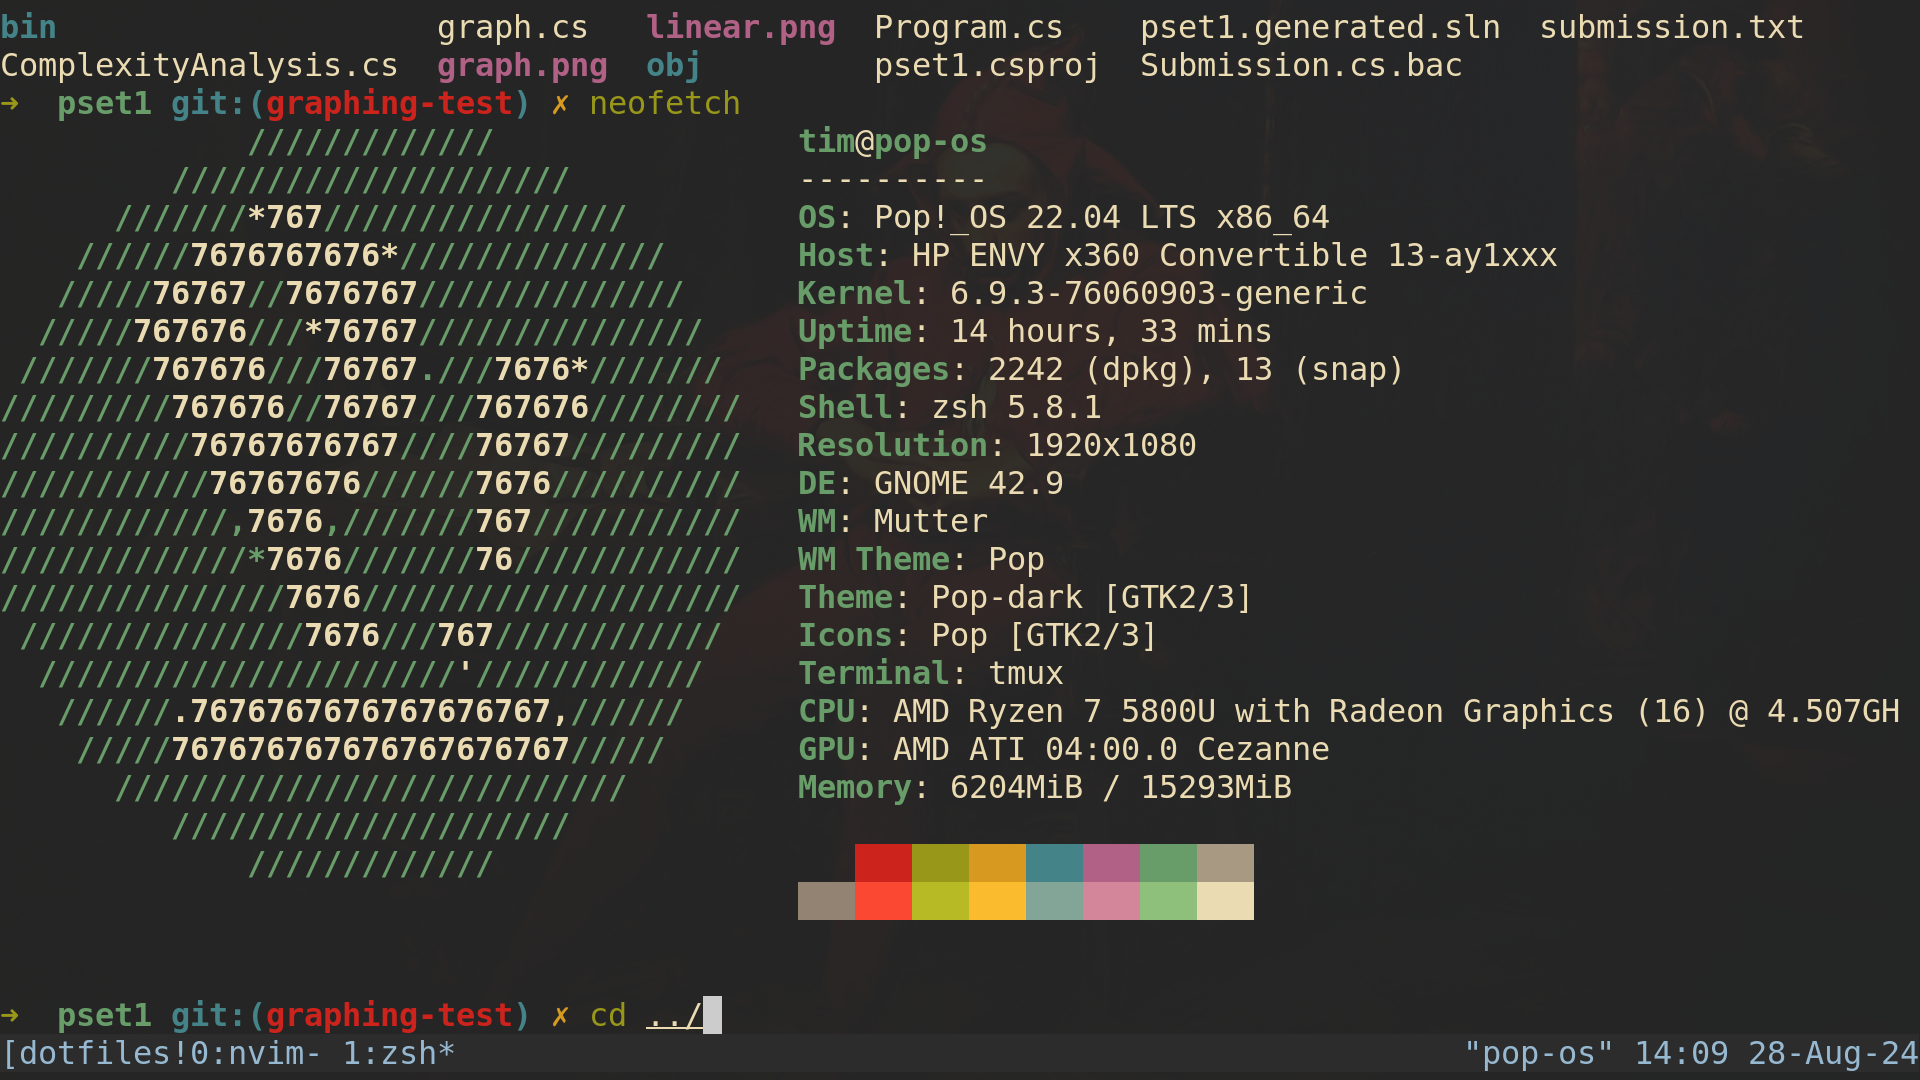 bin                    graph.cs   linear.png  Program.cs    pset1.generated.sln  submission.txt
ComplexityAnalysis.cs  graph.png  obj         pset1.csproj  Submission.cs.bac
➜  pset1 git:(graphing-test) ✗ neofetch
             /////////////                tim@pop-os
         /////////////////////            ----------
      ///////*767////////////////         OS: Pop!_OS 22.04 LTS x86_64
    //////7676767676*//////////////       Host: HP ENVY x360 Convertible 13-ay1xxx
   /////76767//7676767//////////////      Kernel: 6.9.3-76060903-generic
  /////767676///*76767///////////////     Uptime: 14 hours, 33 mins
 ///////767676///76767.///7676*///////    Packages: 2242 (dpkg), 13 (snap)
/////////767676//76767///767676////////   Shell: zsh 5.8.1
//////////76767676767////76767/////////   Resolution: 1920x1080
///////////76767676//////7676//////////   DE: GNOME 42.9
////////////,7676,///////767///////////   WM: Mutter
/////////////*7676///////76////////////   WM Theme: Pop
///////////////7676////////////////////   Theme: Pop-dark [GTK2/3]
 ///////////////7676///767////////////    Icons: Pop [GTK2/3]
  //////////////////////'////////////     Terminal: tmux
   //////.7676767676767676767,//////      CPU: AMD Ryzen 7 5800U with Radeon Graphics (16) @ 4.507GH
    /////767676767676767676767/////       GPU: AMD ATI 04:00.0 Cezanne
      ///////////////////////////         Memory: 6204MiB / 15293MiB
         /////////////////////
             /////////////
➜  pset1 git:(graphing-test) ✗ cd ../
[dotfiles!0:nvim- 1:zsh*                                                     "pop-os" 14:09 28-Aug-24